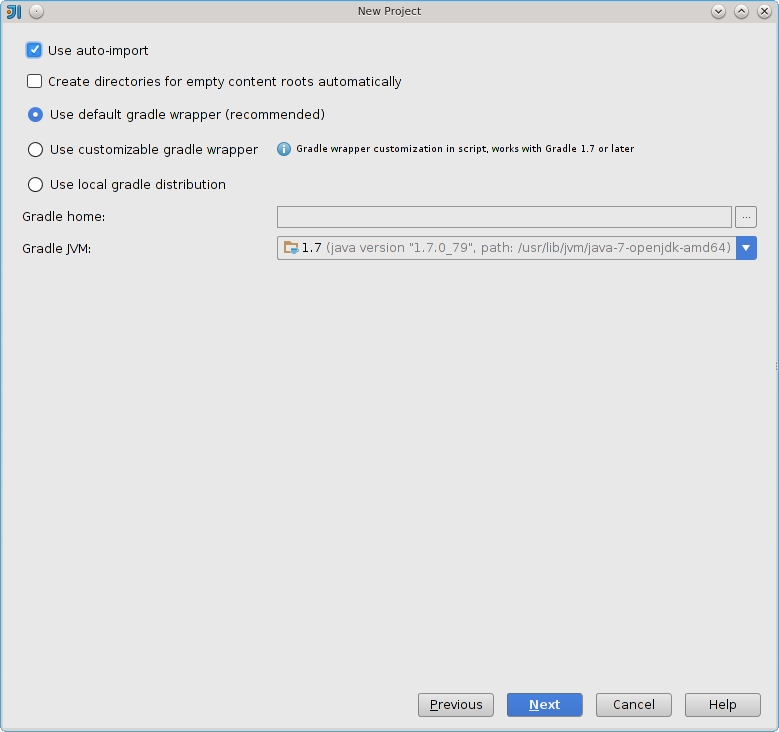 New Project
Use auto-import
Create directories for empty content roots automatically
Use default gradle wrapper (recommended)
Use customizable gradle wrapper Gradle wrapper customization in script, works with Gradle 1.7 or later
Use local gradle distribution
Gradle home: ...
Gradle JVM: 1.7 (java version "1.7.0_79", path: /usr/lib/jvm/java-7-openjdk-amd64)
Previous Next Cancel Help